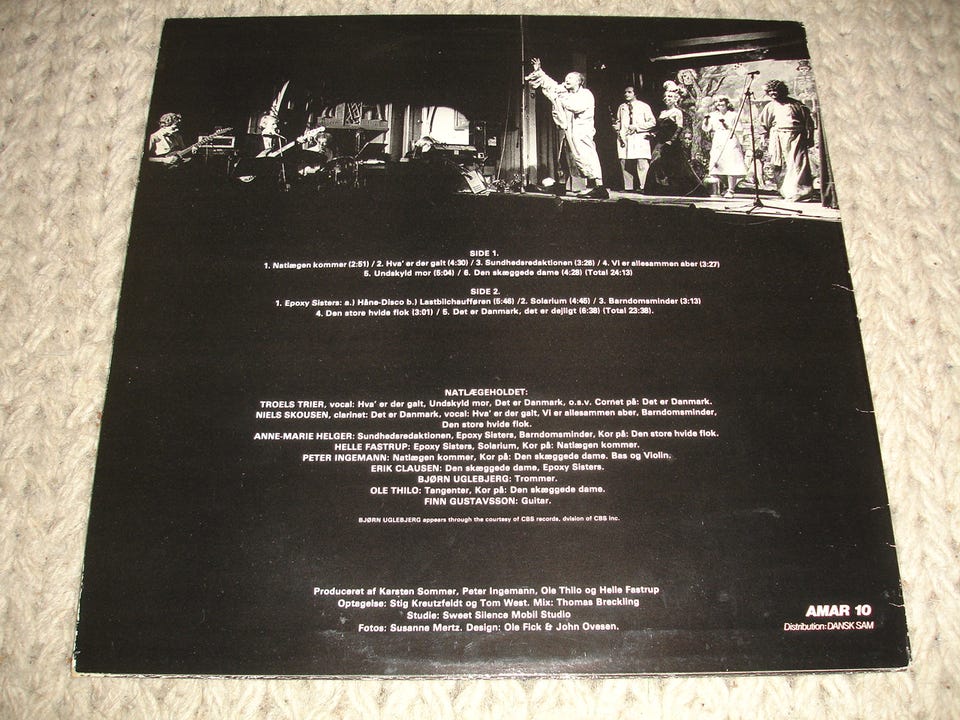 SIDE 1.
1. Natlægen kommer (2:51) / 2. Hva' er der galt (4:30) / 3. Sundhedsredaktionen (3:26) / 4. Vi er allesammen aber (3:27)
5. Undskyld mor (5:04) / 6. Den skæggede dame (4:28) (Total 24:13)
SIDE 2.
1. Epoxy Sisters: a.) Håne-Disco b.) Lastbilchaufføren (5:46) /2. Solarium (4:45) / 3. Barndomsminder (3:13)
4. Den store hvide flok (3:01) / 5. Det er Danmark, det er dejligt (6:38) (Total 23:38).
NATLÆGEHOLDET:
TROELS TRIER, vocal: Hva' er der galt, Undskyld mor, Det er Danmark, o.s.v. Cornet på: Det er Danmark.
NIELS SKOUSEN, clarinet: Det er Danmark, vocal: Hva' er der galt, Vi er allesammen aber, Barndomsminder,
Den store hvide flok.
ANNE-MARIE HELGER: Sundhedsredaktionen, Epoxy Sisters, Barndomsminder, Kor på: Den store hvide flok.
HELLE FASTRUP: Epoxy Sisters, Solarium, Kor på: Natlægen kommer.
PETER INGEMANN: Natlægen kommer, Kor på: Den skæggede dame. Bas og Violin.
ERIK CLAUSEN: Den skæggede dame, Epoxy Sisters.
BJØRN UGLEBJERG: Trommer.
OLE THILO: Tangenter, Kor på: Den skæggede dame.
FINN GUSTAVSSON: Guitar.
BJØRN UGLEBJERG appears through the courtesy of CBS records, dvision of CBS Inc.
Produceret af Karsten Sommer, Peter Ingemann, Ole Thilo og Helle Fastrup
Optagelse: Stig Kreutzfeldt og Tom West. Mix: Thomas Breckling
Studie: Sweet Silence Mobil Studio
Fotos: Susanne Mertz. Design: Ole Fick & John Ovesen.
AMAR 10
Distribution: DANSK SAM